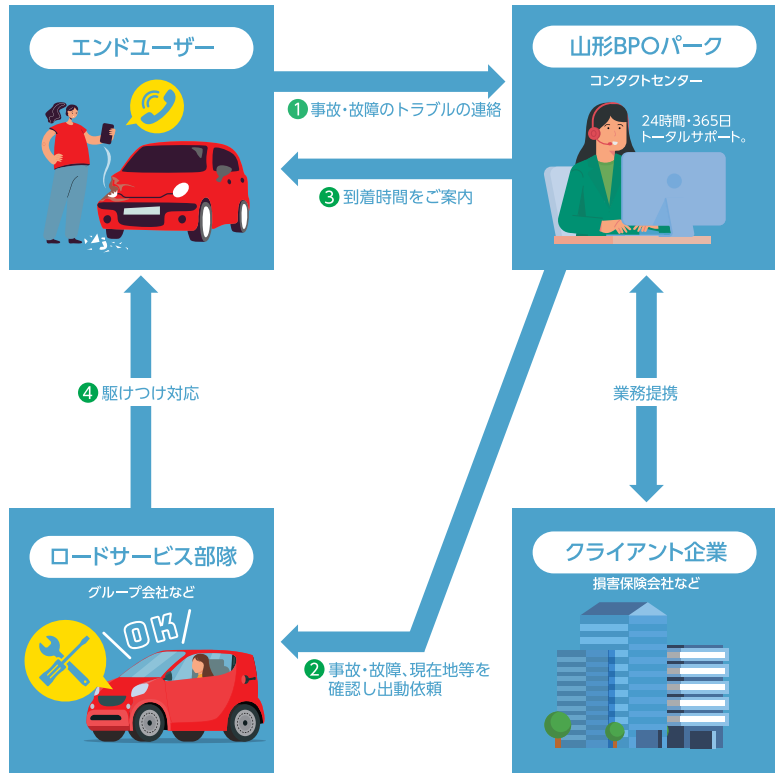 エンドユーザー
山形BPOパーク
コンタクトセンター
24時間・365日
トータルサポート。
1 事故・故障のトラブルの連絡
3 到着時間をご案内
4 駆けつけ対応
業務提携
ロードサービス部隊
グループ会社など
OK
クライアント企業
損害保険会社など
2 事故・故障、現在地等を
確認し出動依頼